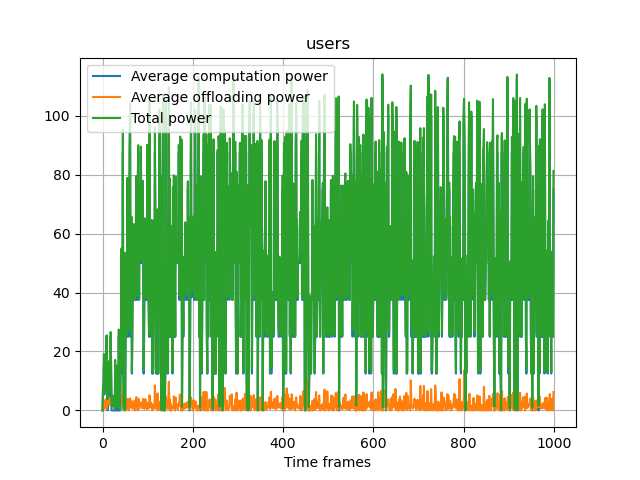 users
Average computation power
Average offloading power
Total power
100
80
60
40
20
0
0 200 400 600 800 1000
Time frames